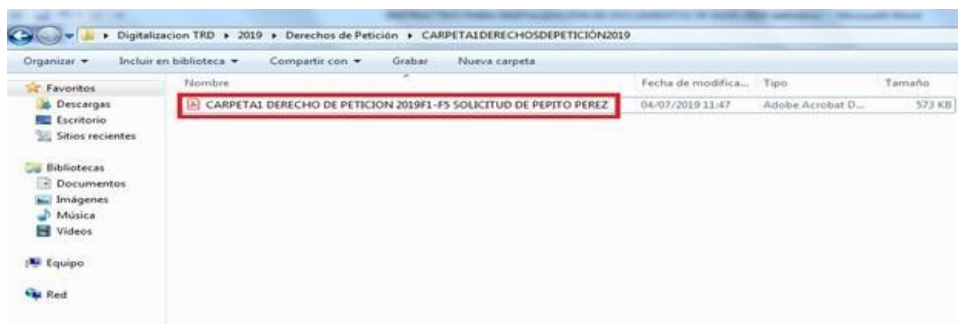 Digitalizacion TRD ▸ 2019 ▸ Derechos de Petición ▸ CARPETA1DERECHOSDEPETICIÓN2019
Organizar Incluir en biblioteca Compartir con Grabar Nueva carpeta
Favoritos
Descargas
Escritorio
Sitios recientes
Bibliotecas
Documentos
Imágenes
Música
Vídeos
Equipo
Red
Nombre Fecha de modifica... Tipo Tamaño
CARPETA1 DERECHO DE PETICION 2019F1-F5 SOLICITUD DE PEPITO PEREZ 04/07/2019 11:47 Adobe Acrobat D... 573 KB